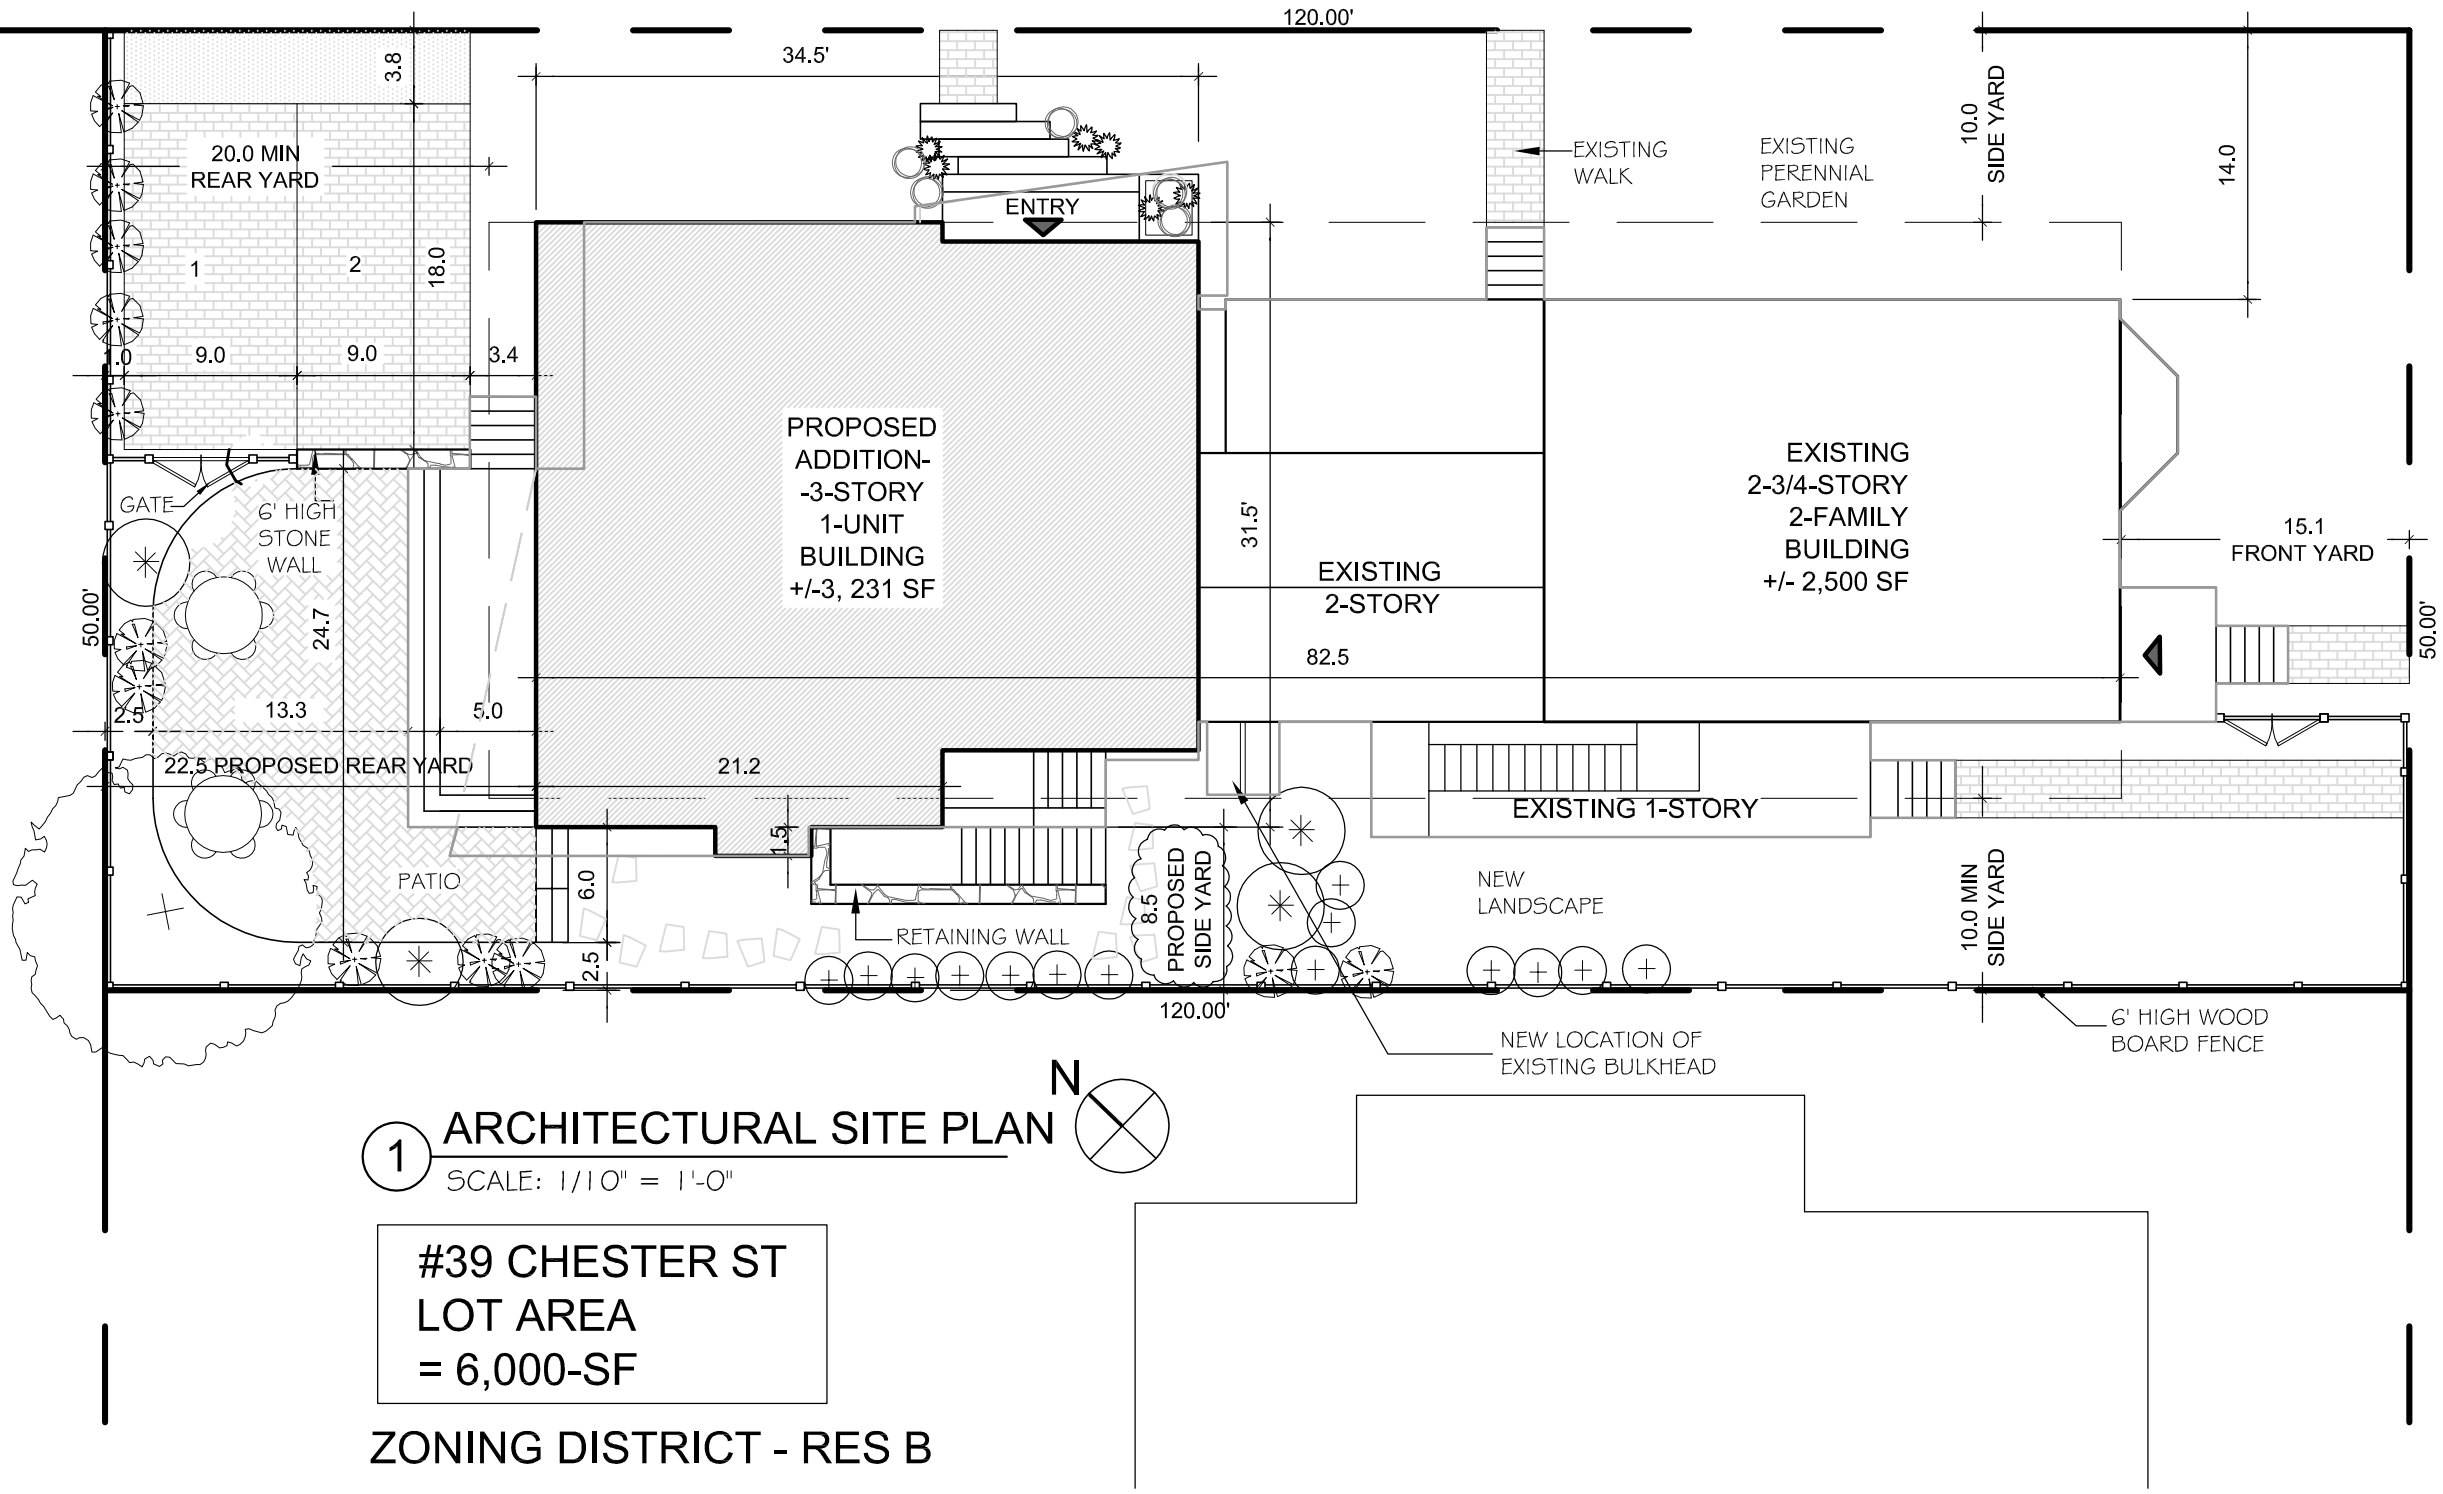 120.00'
34.5'
3.8
10.0
SIDE YARD
14.0
20.0 MIN
REAR YARD
EXISTING
WALK
EXISTING
PERENNIAL
GARDEN
ENTRY
1
2
18.0
1.0
9.0
9.0
3.4
PROPOSED
ADDITION-
-3-STORY
1-UNIT
BUILDING
+/-3, 231 SF
EXISTING
2-3/4-STORY
2-FAMILY
BUILDING
+/- 2,500 SF
GATE
6' HIGH
STONE
WALL
31.5'
15.1
FRONT YARD
EXISTING
2-STORY
50.00'
24.7
50.00'
82.5
2.5
13.3
5.0
22.5 PROPOSED REAR YARD
21.2
1.5
EXISTING 1-STORY
PATIO
6.0
8.5
PROPOSED
SIDE YARD
NEW
LANDSCAPE
10.0 MIN
SIDE YARD
RETAINING WALL
2.5
120.00'
NEW LOCATION OF
EXISTING BULKHEAD
6' HIGH WOOD
BOARD FENCE
N
1
ARCHITECTURAL SITE PLAN
SCALE: 1/10" = 1'-0"
#39 CHESTER ST
LOT AREA
= 6,000-SF
ZONING DISTRICT - RES B